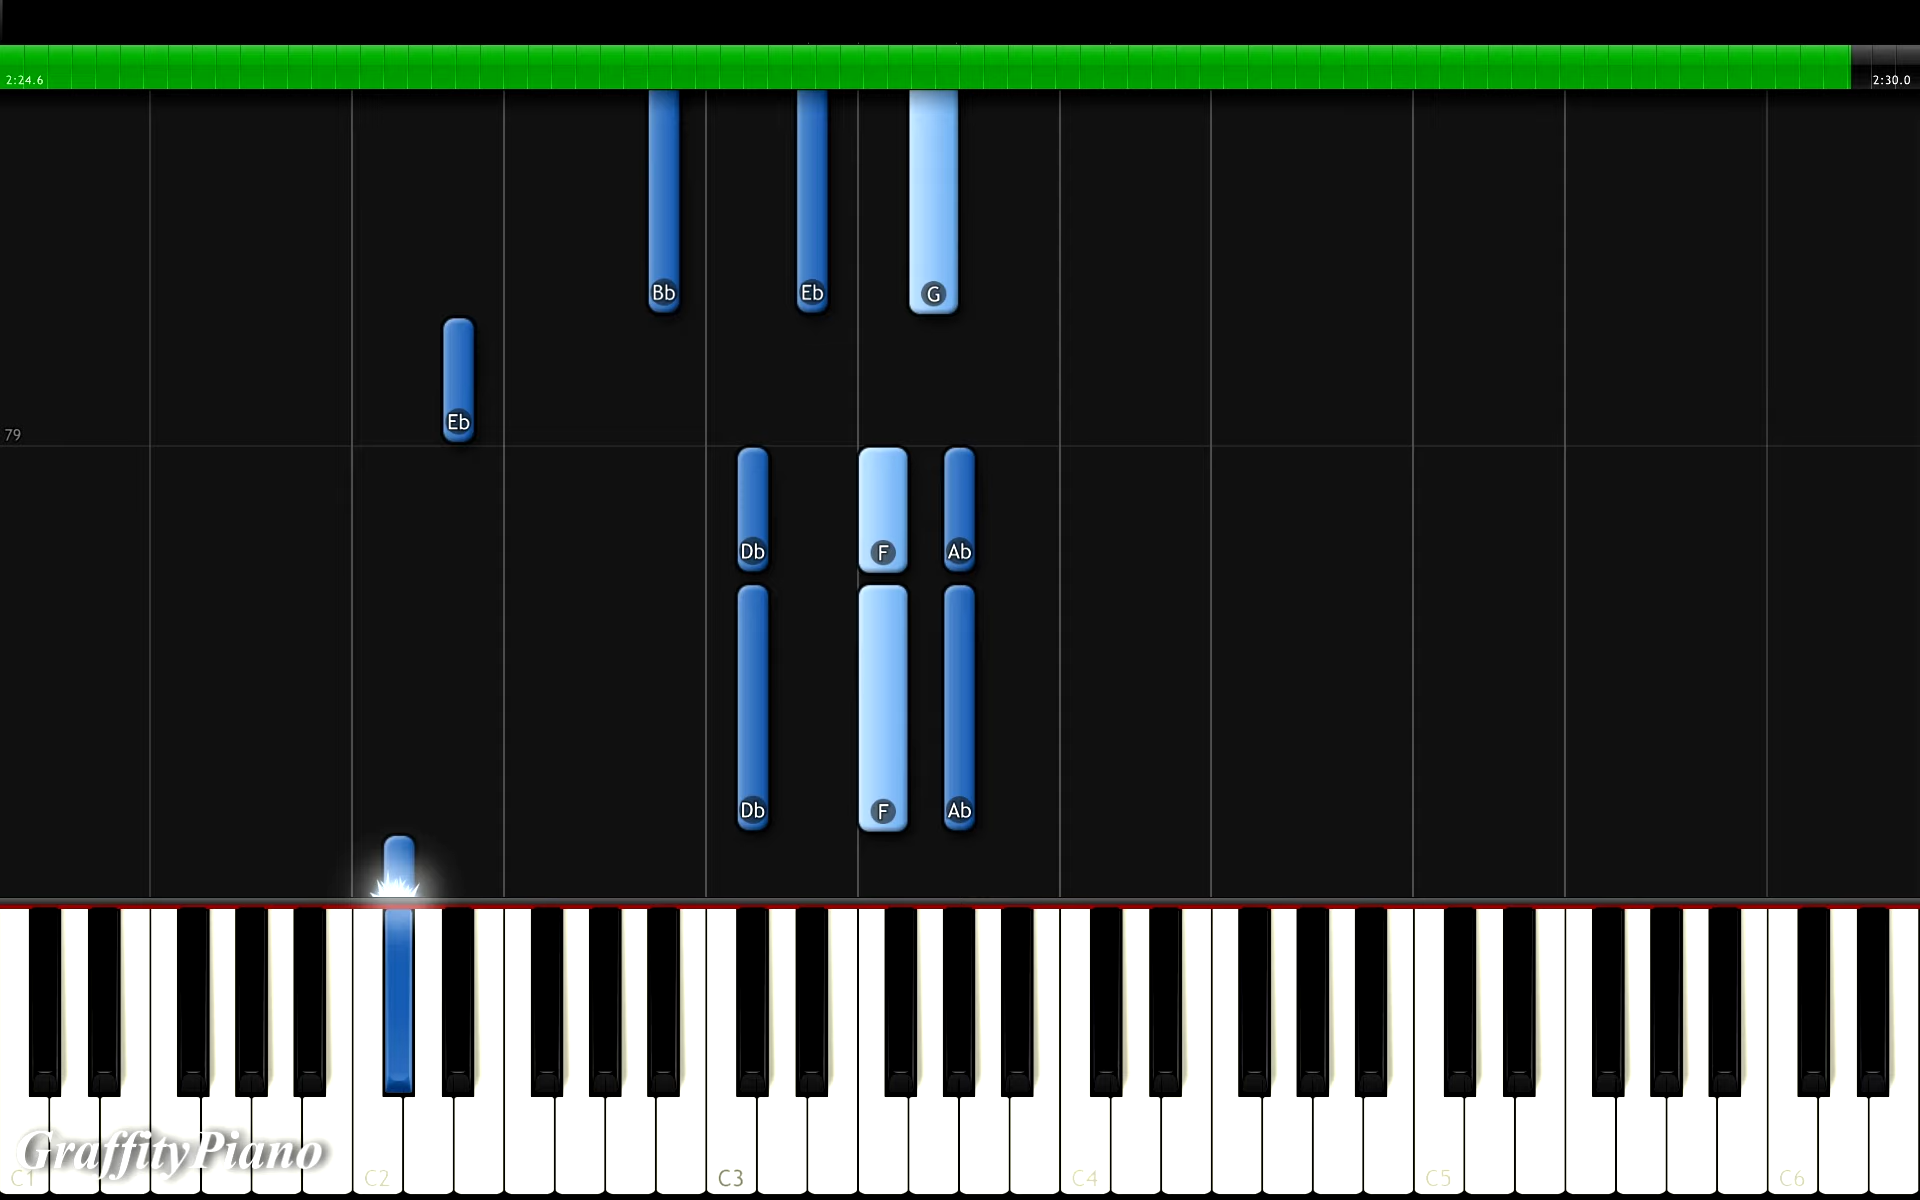 2:24.6 2:30.0
Bb Eb G
Eb
79
Db F Ab
Db F Ab
GraffityPiano
C1 C2 C3 C4 C5 C6